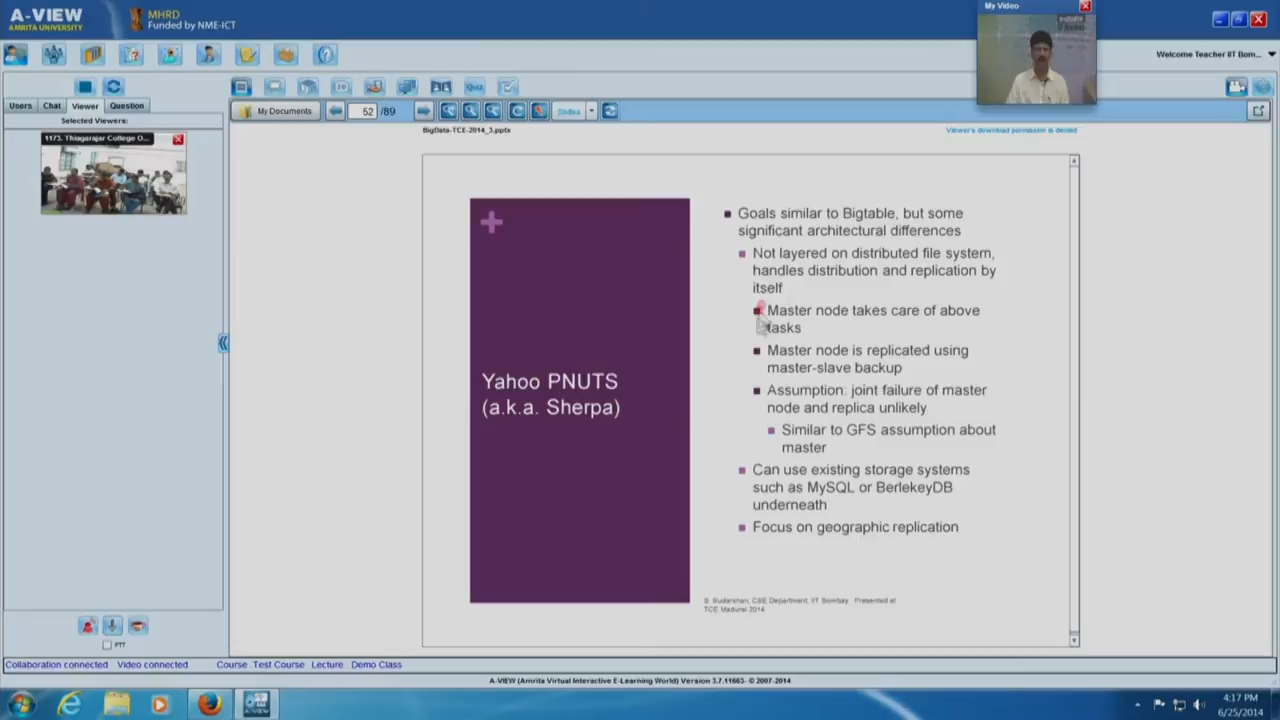 A-VIEW
AMRITA UNIVERSITY
MHRD
Funded by NME-ICT
My Video
Welcome Teacher IIT Bom...
Users Chat Viewer Question
Selected Viewers:
1173. Thiagarajar College O...
Quiz
My Documents
52 /89
Slides
BigData-TCE-2014_3.pptx
Viewer's download permission is denied
Yahoo PNUTS
(a.k.a. Sherpa)
Goals similar to Bigtable, but some
significant architectural differences
Not layered on distributed file system,
handles distribution and replication by
itself
Master node takes care of above
tasks
Master node is replicated using
master-slave backup
Assumption: joint failure of master
node and replica unlikely
Similar to GFS assumption about
master
Can use existing storage systems
such as MySQL or BerlekeyDB
underneath
Focus on geographic replication
S. Sudarshan, CSE Department, IIT Bombay Presented at
TCE Madurai 2014
PTT
Collaboration connected Video connected Course Test Course Lecture Demo Class
A-VIEW (Amrita Virtual Interactive E-Learning World) Version 3.7.11663- © 2007-2014
4:17 PM
6/25/2014